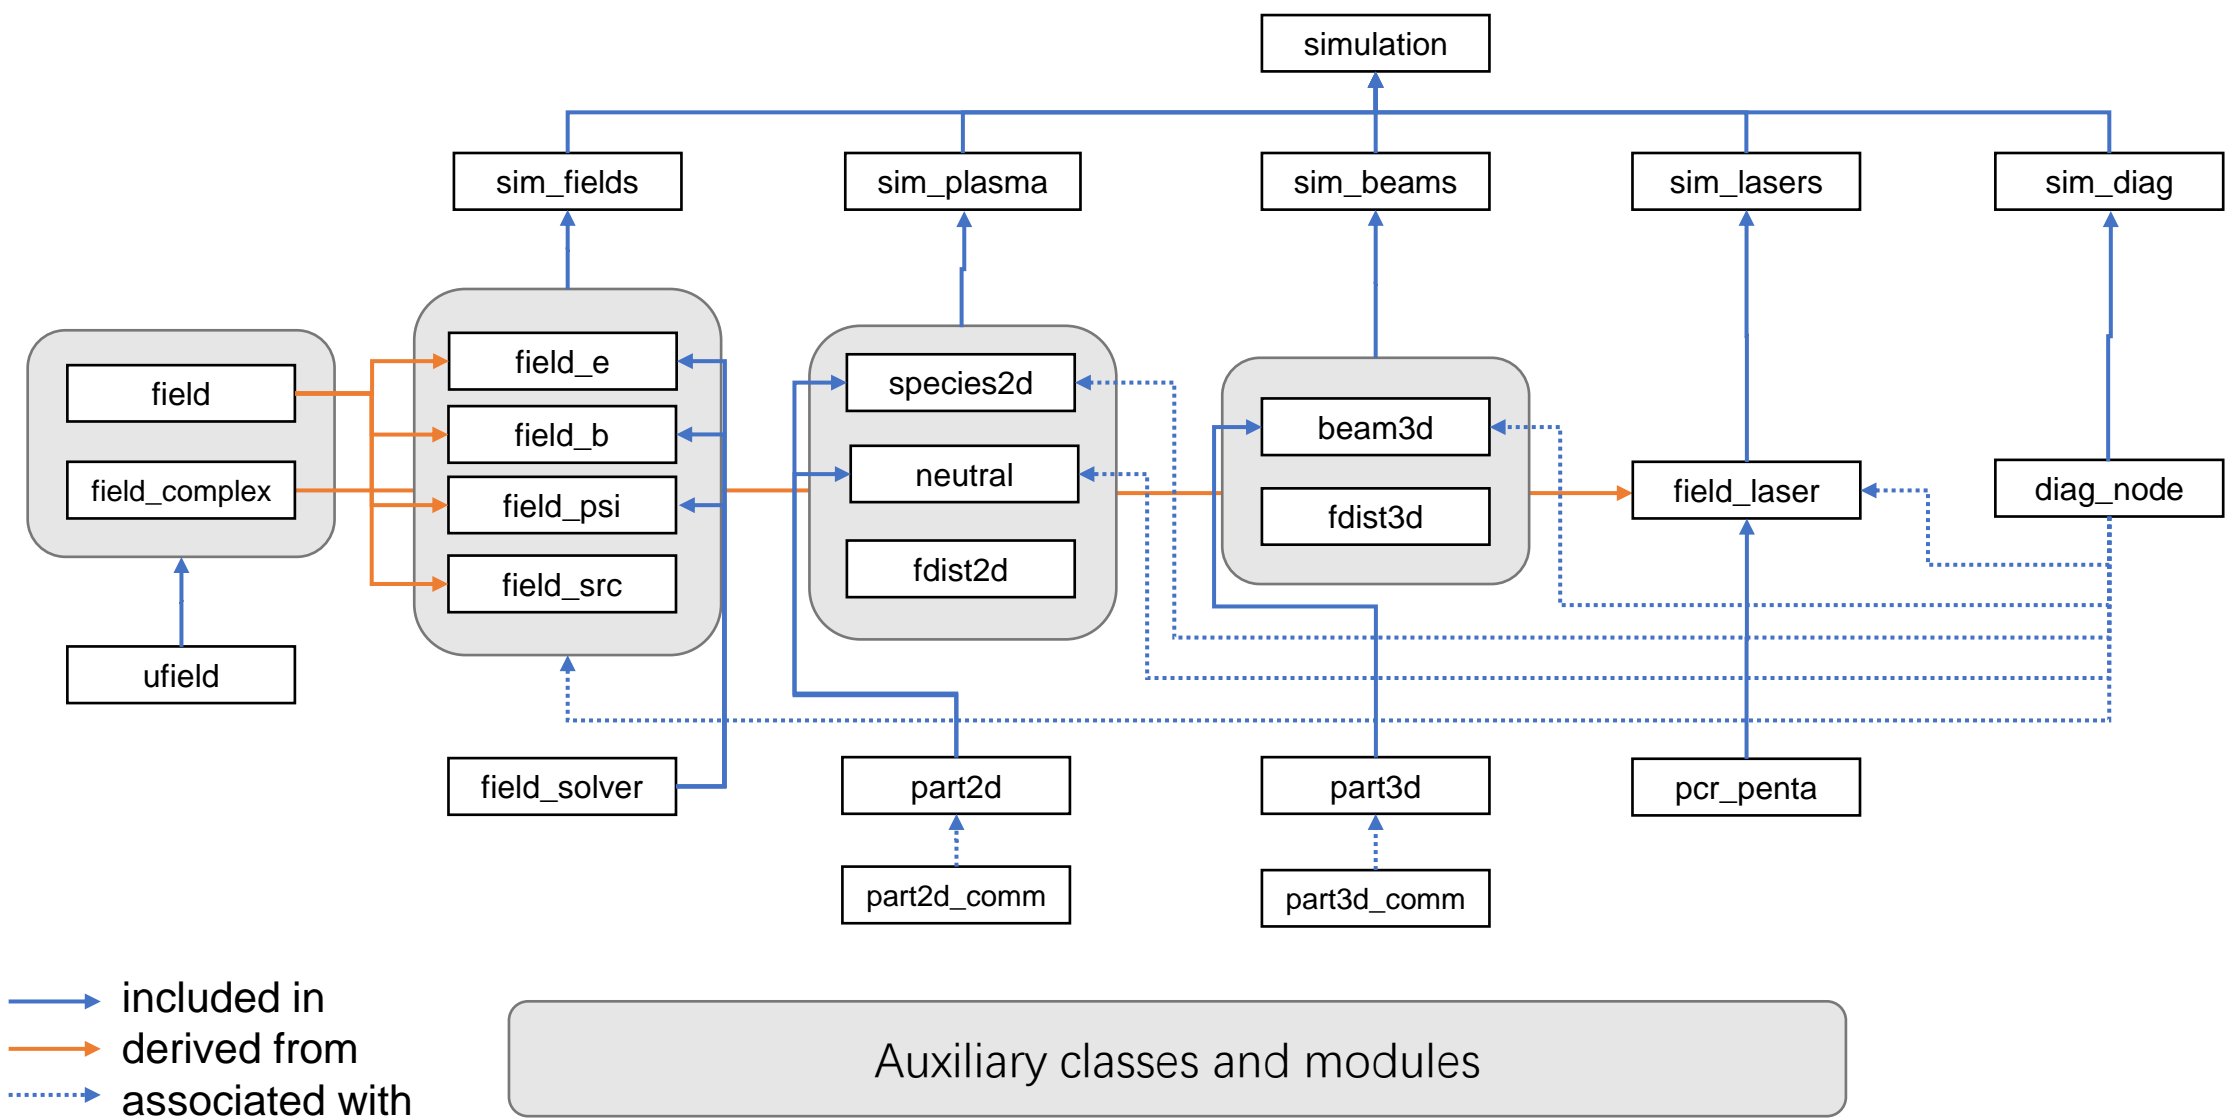 simulation
sim_fields
sim_plasma
sim_beams
sim_lasers
sim_diag
field
field_complex
ufield
field_e
field_b
field_psi
field_src
species2d
neutral
fdist2d
beam3d
fdist3d
field_laser
diag_node
field_solver
part2d
part3d
pcr_penta
part2d_comm
part3d_comm
included in
derived from
associated with
Auxiliary classes and modules